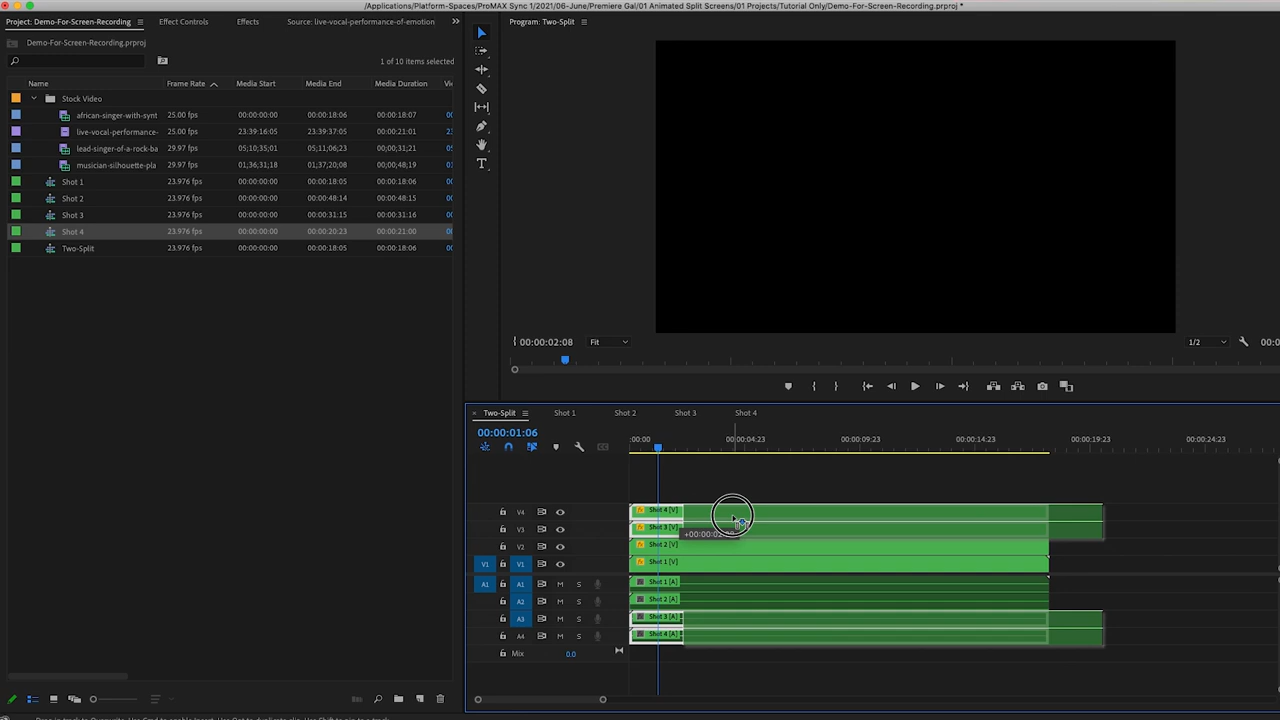 /Applications/Platform-Spaces/ProMAX Sync 1/2021/06-June/Premiere Gal/01 Animated Split Screens/01 Projects/Tutorial Only/Demo-For-Screen-Recording.prproj *
Project: Demo-For-Screen-Recording Effect Controls Effects Source: live-vocal-performance-of-emotion
Program: Two-Split
Demo-For-Screen-Recording.prproj
1 of 10 items selected
Name Frame Rate Media Start Media End Media Duration
Stock Video
african-singer-with-synt 25.00 fps 00:00:00:00 00:00:18:06 00:00:18:07
live-vocal-performance- 25.00 fps 23:39:16:05 23:39:37:05 00:00:21:01
lead-singer-of-a-rock-ba 29.97 fps 05;10;35;01 05;11;06;23 00;00;31;21
musician-silhouette-pla 29.97 fps 01;36;31;18 01;37;20;08 00;00;48;19
Shot 1 23.976 fps 00:00:00:00 00:00:18:05 00:00:18:06
Shot 2 23.976 fps 00:00:00:00 00:00:48:14 00:00:48:15
Shot 3 23.976 fps 00:00:00:00 00:00:31:15 00:00:31:16
Shot 4 23.976 fps 00:00:00:00 00:00:20:23 00:00:21:00
Two-Split 23.976 fps 00:00:00:00 00:00:18:05 00:00:18:06
00:00:02:08 Fit 1/2
Two-Split Shot 1 Shot 2 Shot 3 Shot 4
00:00:01:06
:00:00 00:00:04:23 00:00:09:23 00:00:14:23 00:00:19:23 00:00:24:23
V4 Shot 4 [V]
V3 Shot 3 [V]
V2 Shot 2 [V]
V1 V1 Shot 1 [V]
A1 A1 M S Shot 1 [A]
A2 M S Shot 2 [A]
A3 M S Shot 3 [A]
A4 M S Shot 4 [A]
Mix 0.0